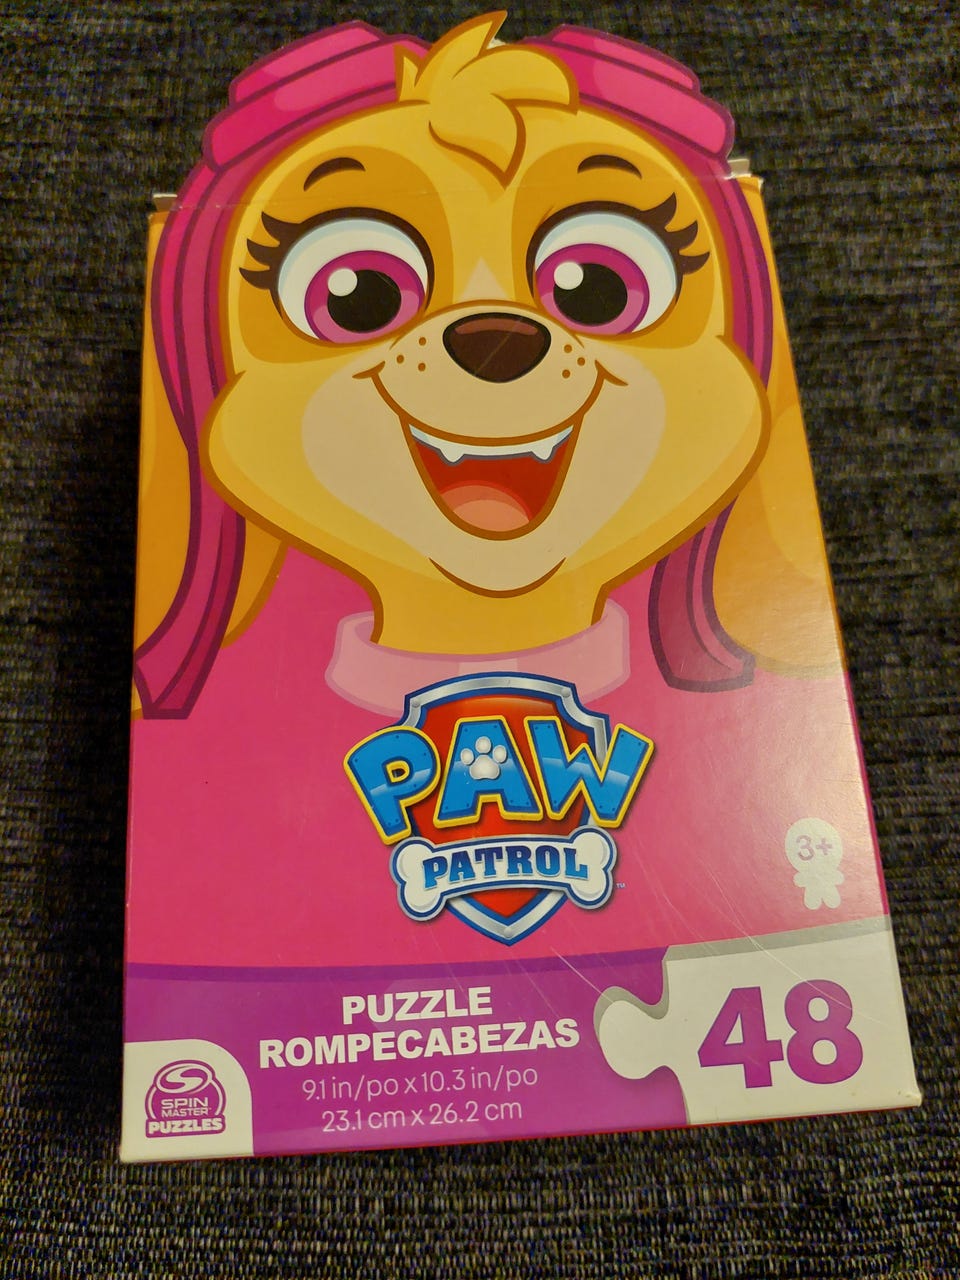 PAW
PATROL
TM
3+
PUZZLE
ROMPECABEZAS
9.1 in/po x 10.3 in/po
23.1 cm x 26.2 cm
48
SPIN
MASTER
PUZZLES